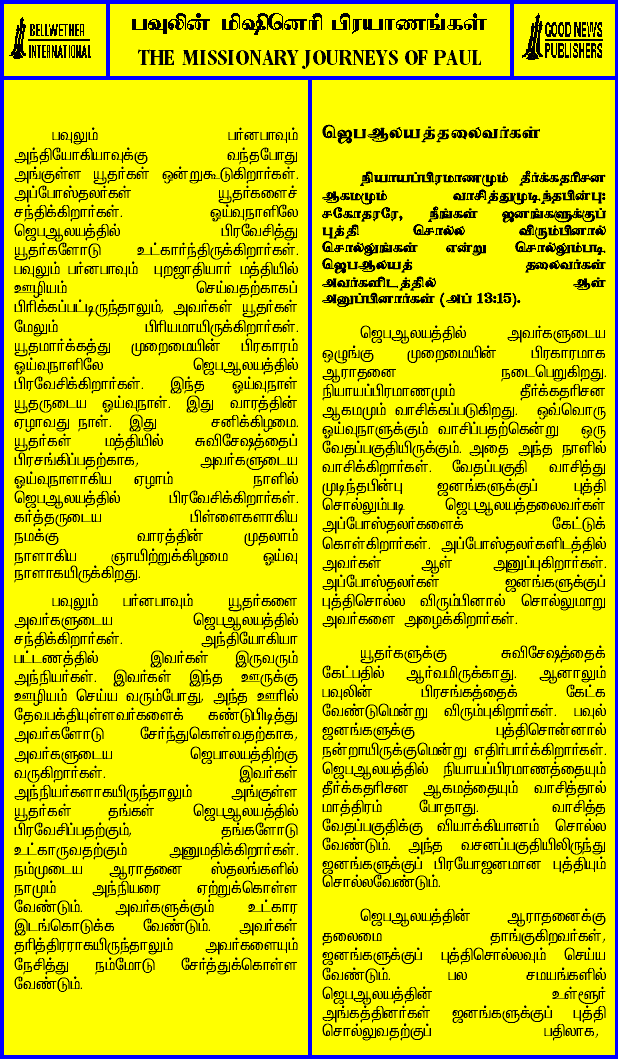 BELLWETHER
INTERNATIONAL
பவுலின் மிஷினெரி பிரயாணங்கள்
THE MISSIONARY JOURNEYS OF PAUL
GOOD NEWS
PUBLISHERS
பவுலும் பர்னபாவும்
அந்தியோகியாவுக்கு வந்தபோது
அங்குள்ள யூதர்கள் ஒன்றுகூடுகிறார்கள்.
அப்போஸ்தலர்கள் யூதர்களைச்
சந்திக்கிறார்கள். ஓய்வுநாளிலே
ஜெபஆலயத்தில் பிரவேசித்து
யூதர்களோடு உட்கார்ந்திருக்கிறார்கள்.
பவுலும் பர்னபாவும் புறஜாதியார் மத்தியில்
ஊழியம் செய்வதற்காகப்
பிரிக்கப்பட்டிருந்தாலும், அவர்கள் யூதர்கள்
மேலும் பிரியமாயிருக்கிறார்கள்.
யூதமார்க்கத்து முறைமையின் பிரகாரம்
ஓய்வுநாளிலே ஜெபஆலயத்தில்
பிரவேசிக்கிறார்கள். இந்த ஓய்வுநாள்
யூதருடைய ஓய்வுநாள். இது வாரத்தின்
ஏழாவது நாள். இது சனிக்கிழமை.
யூதர்கள் மத்தியில் சுவிசேஷத்தைப்
பிரசங்கிப்பதற்காக, அவர்களுடைய
ஓய்வுநாளாகிய ஏழாம் நாளில்
ஜெபஆலயத்தில் பிரவேசிக்கிறார்கள்.
கர்த்தருடைய பிள்ளைகளாகிய
நமக்கு வாரத்தின் முதலாம்
நாளாகிய ஞாயிற்றுக்கிழமை ஓய்வு
நாளாகயிருக்கிறது.
பவுலும் பர்னபாவும் யூதர்களை
அவர்களுடைய ஜெபஆலயத்தில்
சந்திக்கிறார்கள். அந்தியோகியா
பட்டணத்தில் இவர்கள் இருவரும்
அந்நியர்கள். இவர்கள் இந்த ஊருக்கு
ஊழியம் செய்ய வரும்போது, அந்த ஊரில்
தேவபக்தியுள்ளவர்களைக் கண்டுபிடித்து
அவர்களோடு சேர்ந்துகொள்வதற்காக,
அவர்களுடைய ஜெபாலயத்திற்கு
வருகிறார்கள். இவர்கள்
அந்நியர்களாகயிருந்தாலும் அங்குள்ள
யூதர்கள் தங்கள் ஜெபஆலயத்தில்
பிரவேசிப்பதற்கும், தங்களோடு
உட்காருவதற்கும் அனுமதிக்கிறார்கள்.
நம்முடைய ஆராதனை ஸ்தலங்களில்
நாமும் அந்நியரை ஏற்றுக்கொள்ள
வேண்டும். அவர்களுக்கும் உட்கார
இடங்கொடுக்க வேண்டும். அவர்கள்
தரித்திரராகயிருந்தாலும் அவர்களையும்
நேசித்து நம்மோடு சேர்த்துக்கொள்ள
வேண்டும்.
ஜெபஆலயத்தலைவர்கள்
நியாயப்பிரமாணமும் தீர்க்கதரிசன
ஆகமமும் வாசித்துமுடிந்தபின்பு:
சகோதரரே, நீங்கள் ஜனங்களுக்குப்
புத்தி சொல்ல விரும்பினால்
சொல்லுங்கள் என்று சொல்லும்படி
ஜெபஆலயத் தலைவர்கள்
அவர்களிடத்தில் ஆள்
அனுப்பினார்கள் (அப் 13:15).
ஜெபஆலயத்தில் அவர்களுடைய
ஒழுங்கு முறைமையின் பிரகாரமாக
ஆராதனை நடைபெறுகிறது.
நியாயப்பிரமாணமும் தீர்க்கதரிசன
ஆகமமும் வாசிக்கப்படுகிறது. ஒவ்வொரு
ஓய்வுநாளுக்கும் வாசிப்பதற்கென்று ஒரு
வேதப்பகுதியிருக்கும். அதை அந்த நாளில்
வாசிக்கிறார்கள். வேதப்பகுதி வாசித்து
முடிந்தபின்பு ஜனங்களுக்குப் புத்தி
சொல்லும்படி ஜெபஆலயத்தலைவர்கள்
அப்போஸ்தலர்களைக் கேட்டுக்
கொள்கிறார்கள். அப்போஸ்தலர்களிடத்தில்
அவர்கள் ஆள் அனுப்புகிறார்கள்.
அப்போஸ்தலர்கள் ஜனங்களுக்குப்
புத்திசொல்ல விரும்பினால் சொல்லுமாறு
அவர்களை அழைக்கிறார்கள்.
யூதர்களுக்கு சுவிசேஷத்தைக்
கேட்பதில் ஆர்வமிருக்காது. ஆனாலும்
பவுலின் பிரசங்கத்தைக் கேட்க
வேண்டுமென்று விரும்புகிறார்கள். பவுல்
ஜனங்களுக்கு புத்திசொன்னால்
நன்றாயிருக்குமென்று எதிர்பார்க்கிறார்கள்.
ஜெபஆலயத்தில் நியாயப்பிரமாணத்தையும்
தீர்க்கதரிசன ஆகமத்தையும் வாசித்தால்
மாத்திரம் போதாது. வாசித்த
வேதப்பகுதிக்கு வியாக்கியானம் சொல்ல
வேண்டும். அந்த வசனப்பகுதியிலிருந்து
ஜனங்களுக்குப் பிரயோஜனமான புத்தியும்
சொல்லவேண்டும்.
ஜெபஆலயத்தின் ஆராதனைக்கு
தலைமை தாங்குகிறவர்கள்,
ஜனங்களுக்குப் புத்திசொல்லவும் செய்ய
வேண்டும். பல சமயங்களில்
ஜெபஆலயத்தின் உள்ளூர்
அங்கத்தினர்கள் ஜனங்களுக்குப் புத்தி
சொல்லுவதற்குப் பதிலாக,